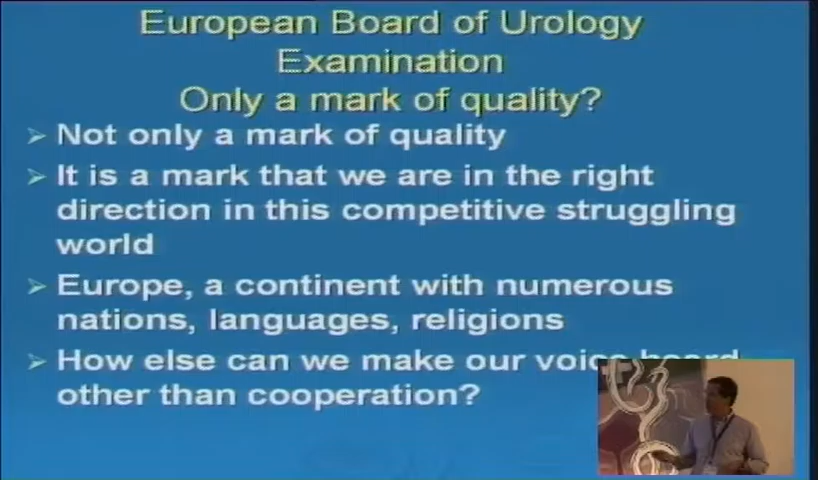 European Board of Urology
Examination
Only a mark of quality?
Not only a mark of quality
It is a mark that we are in the right
direction in this competitive struggling
world
Europe, a continent with numerous
nations, languages, religions
How else can we make our voice heard
other than cooperation?